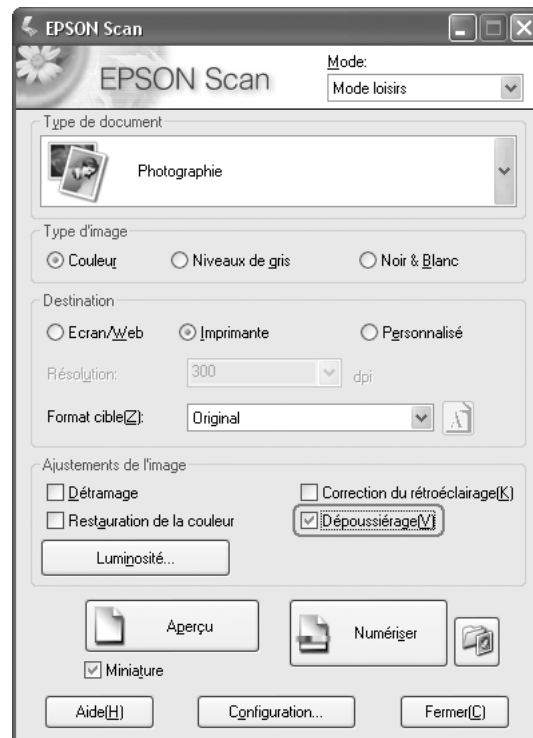 EPSON Scan
EPSON Scan
Mode:
Mode loisirs
Type de document
Photographie
Type d'image
Couleur
Niveaux de gris
Noir & Blanc
Destination
Ecran/Web
Imprimante
Personnalisé
Résolution:
300
dpi
Format cible(Z):
Original
Ajustements de l'image
Détramage
Correction du rétroéclairage(K)
Restauration de la couleur
Dépoussiérage(V)
Luminosité...
Aperçu
Numériser
Miniature
Aide(H)
Configuration...
Fermer(C)